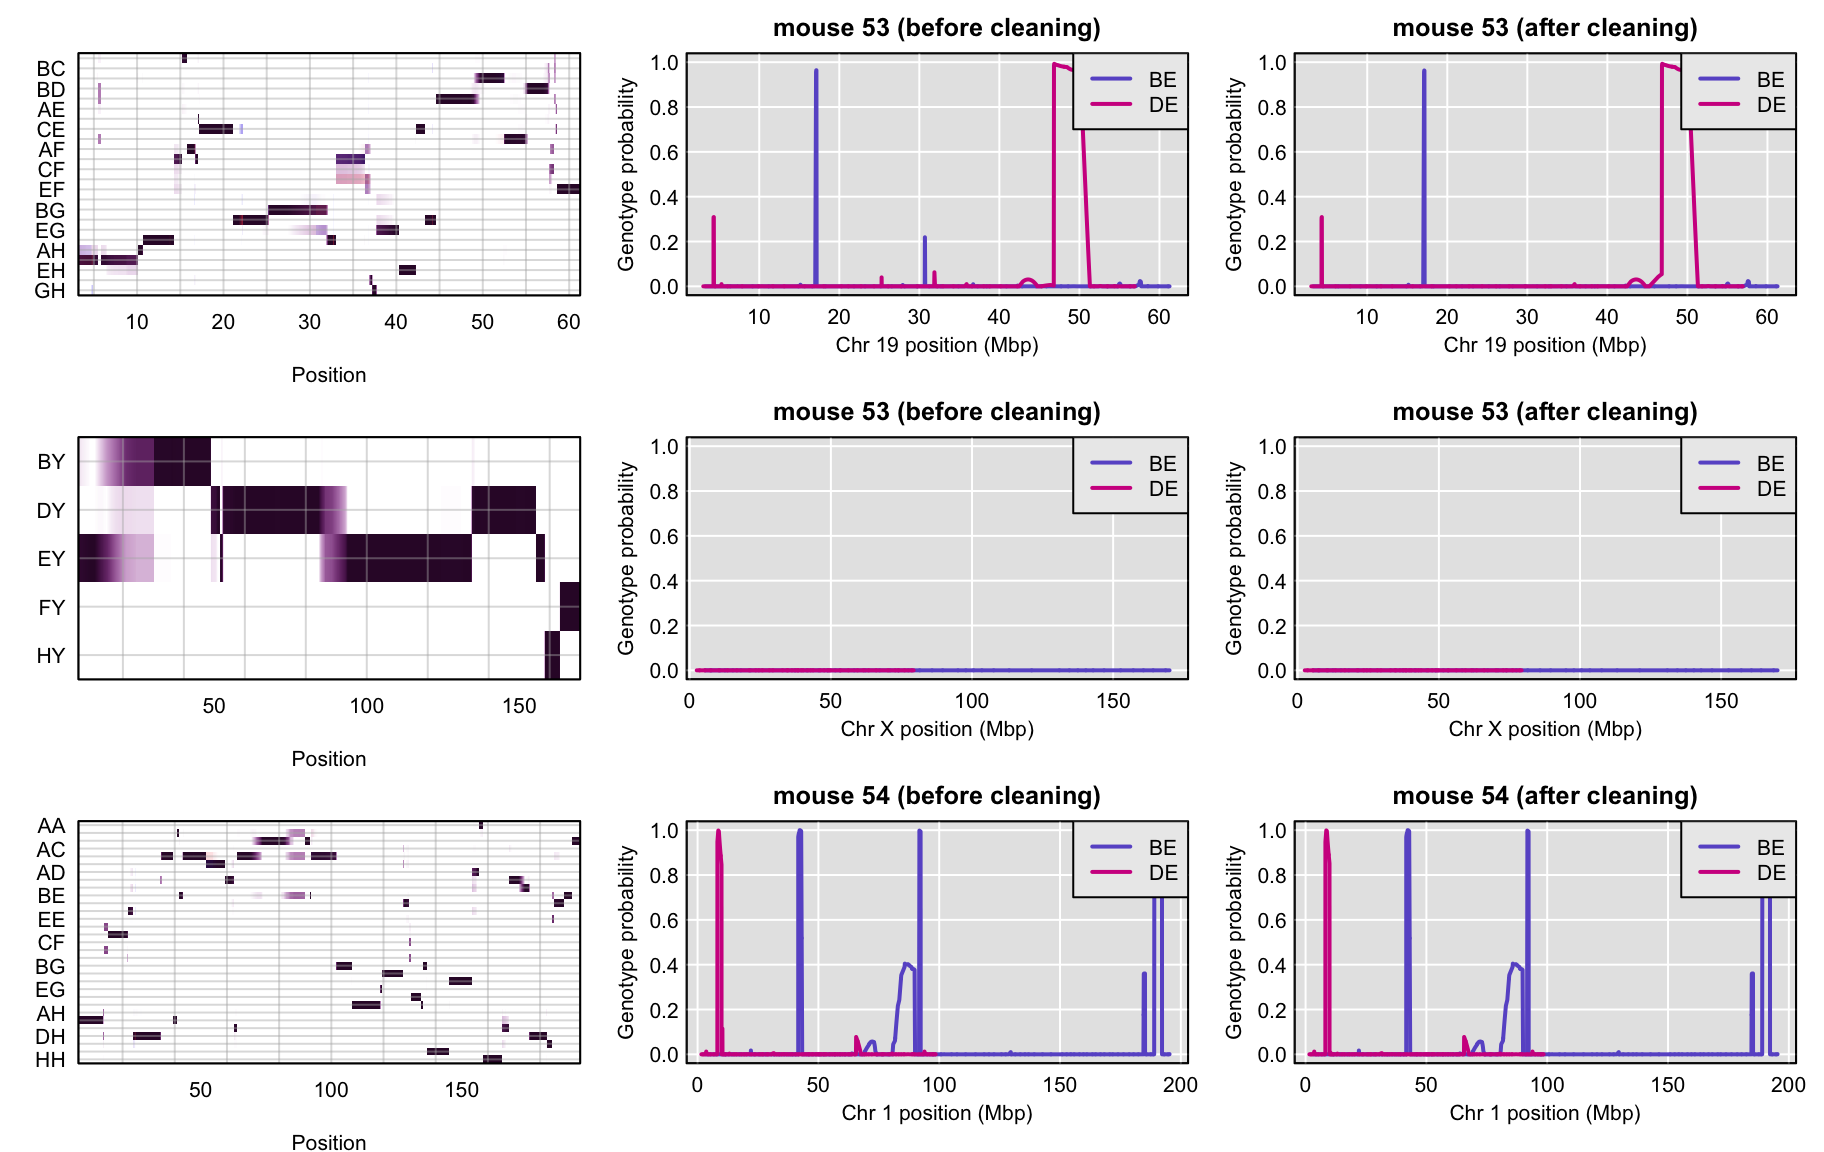 mouse 53 (before cleaning)
mouse 53 (after cleaning)
BC
BD
AE
CE
AF
CF
EF
BG
EG
AH
EH
GH
10 20 30 40 50 60
Position
Genotype probability
1.0
0.8
0.6
0.4
0.2
0.0
BE
DE
10 20 30 40 50 60
Chr 19 position (Mbp)
Genotype probability
1.0
0.8
0.6
0.4
0.2
0.0
BE
DE
10 20 30 40 50 60
Chr 19 position (Mbp)
mouse 53 (before cleaning)
mouse 53 (after cleaning)
BY
DY
EY
FY
HY
50 100 150
Position
Genotype probability
1.0
0.8
0.6
0.4
0.2
0.0
BE
DE
0 50 100 150
Chr X position (Mbp)
Genotype probability
1.0
0.8
0.6
0.4
0.2
0.0
BE
DE
0 50 100 150
Chr X position (Mbp)
mouse 54 (before cleaning)
mouse 54 (after cleaning)
AA
AC
AD
BE
EE
CF
BG
EG
AH
DH
HH
50 100 150
Position
Genotype probability
1.0
0.8
0.6
0.4
0.2
0.0
BE
DE
0 50 100 150 200
Chr 1 position (Mbp)
Genotype probability
1.0
0.8
0.6
0.4
0.2
0.0
BE
DE
0 50 100 150 200
Chr 1 position (Mbp)